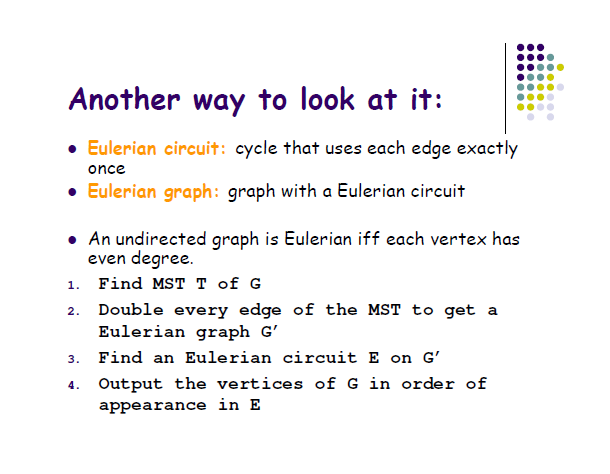 Another way to look at it:
● Eulerian circuit: cycle that uses each edge exactly
once
● Eulerian graph: graph with a Eulerian circuit
● An undirected graph is Eulerian iff each vertex has
even degree.
1. Find MST T of G
2. Double every edge of the MST to get a
Eulerian graph G’
3. Find an Eulerian circuit E on G’
4. Output the vertices of G in order of
appearance in E